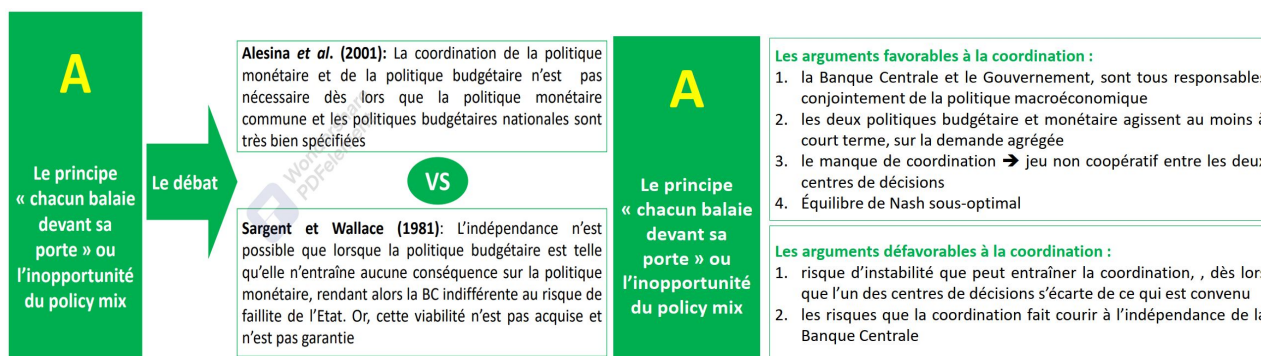 A
Le principe
« chacun balaie
devant sa
porte » ou
l'inopportunité
du policy mix
Le débat
Alesina et al. (2001): La coordination de la politique
monétaire et de la politique budgétaire n'est pas
nécessaire dès lors que la politique monétaire
commune et les politiques budgétaires nationales sont
très bien spécifiées
VS
Sargent et Wallace (1981): L'indépendance n'est
possible que lorsque la politique budgétaire est telle
qu'elle n'entraîne aucune conséquence sur la politique
monétaire, rendant alors la BC indifférente au risque de
faillite de l'Etat. Or, cette viabilité n'est pas acquise et
n'est pas garantie
Wondershare
PDFelement
A
Le principe
« chacun balaie
devant sa
porte » ou
l'inopportunité
du policy mix
Les arguments favorables à la coordination :
1. la Banque Centrale et le Gouvernement, sont tous responsables
conjointement de la politique macroéconomique
2. les deux politiques budgétaire et monétaire agissent au moins à
court terme, sur la demande agrégée
3. le manque de coordination ➔ jeu non coopératif entre les deux
centres de décisions
4. Équilibre de Nash sous-optimal
Les arguments défavorables à la coordination :
1. risque d'instabilité que peut entraîner la coordination, , dès lors
que l'un des centres de décisions s'écarte de ce qui est convenu
2. les risques que la coordination fait courir à l'indépendance de la
Banque Centrale